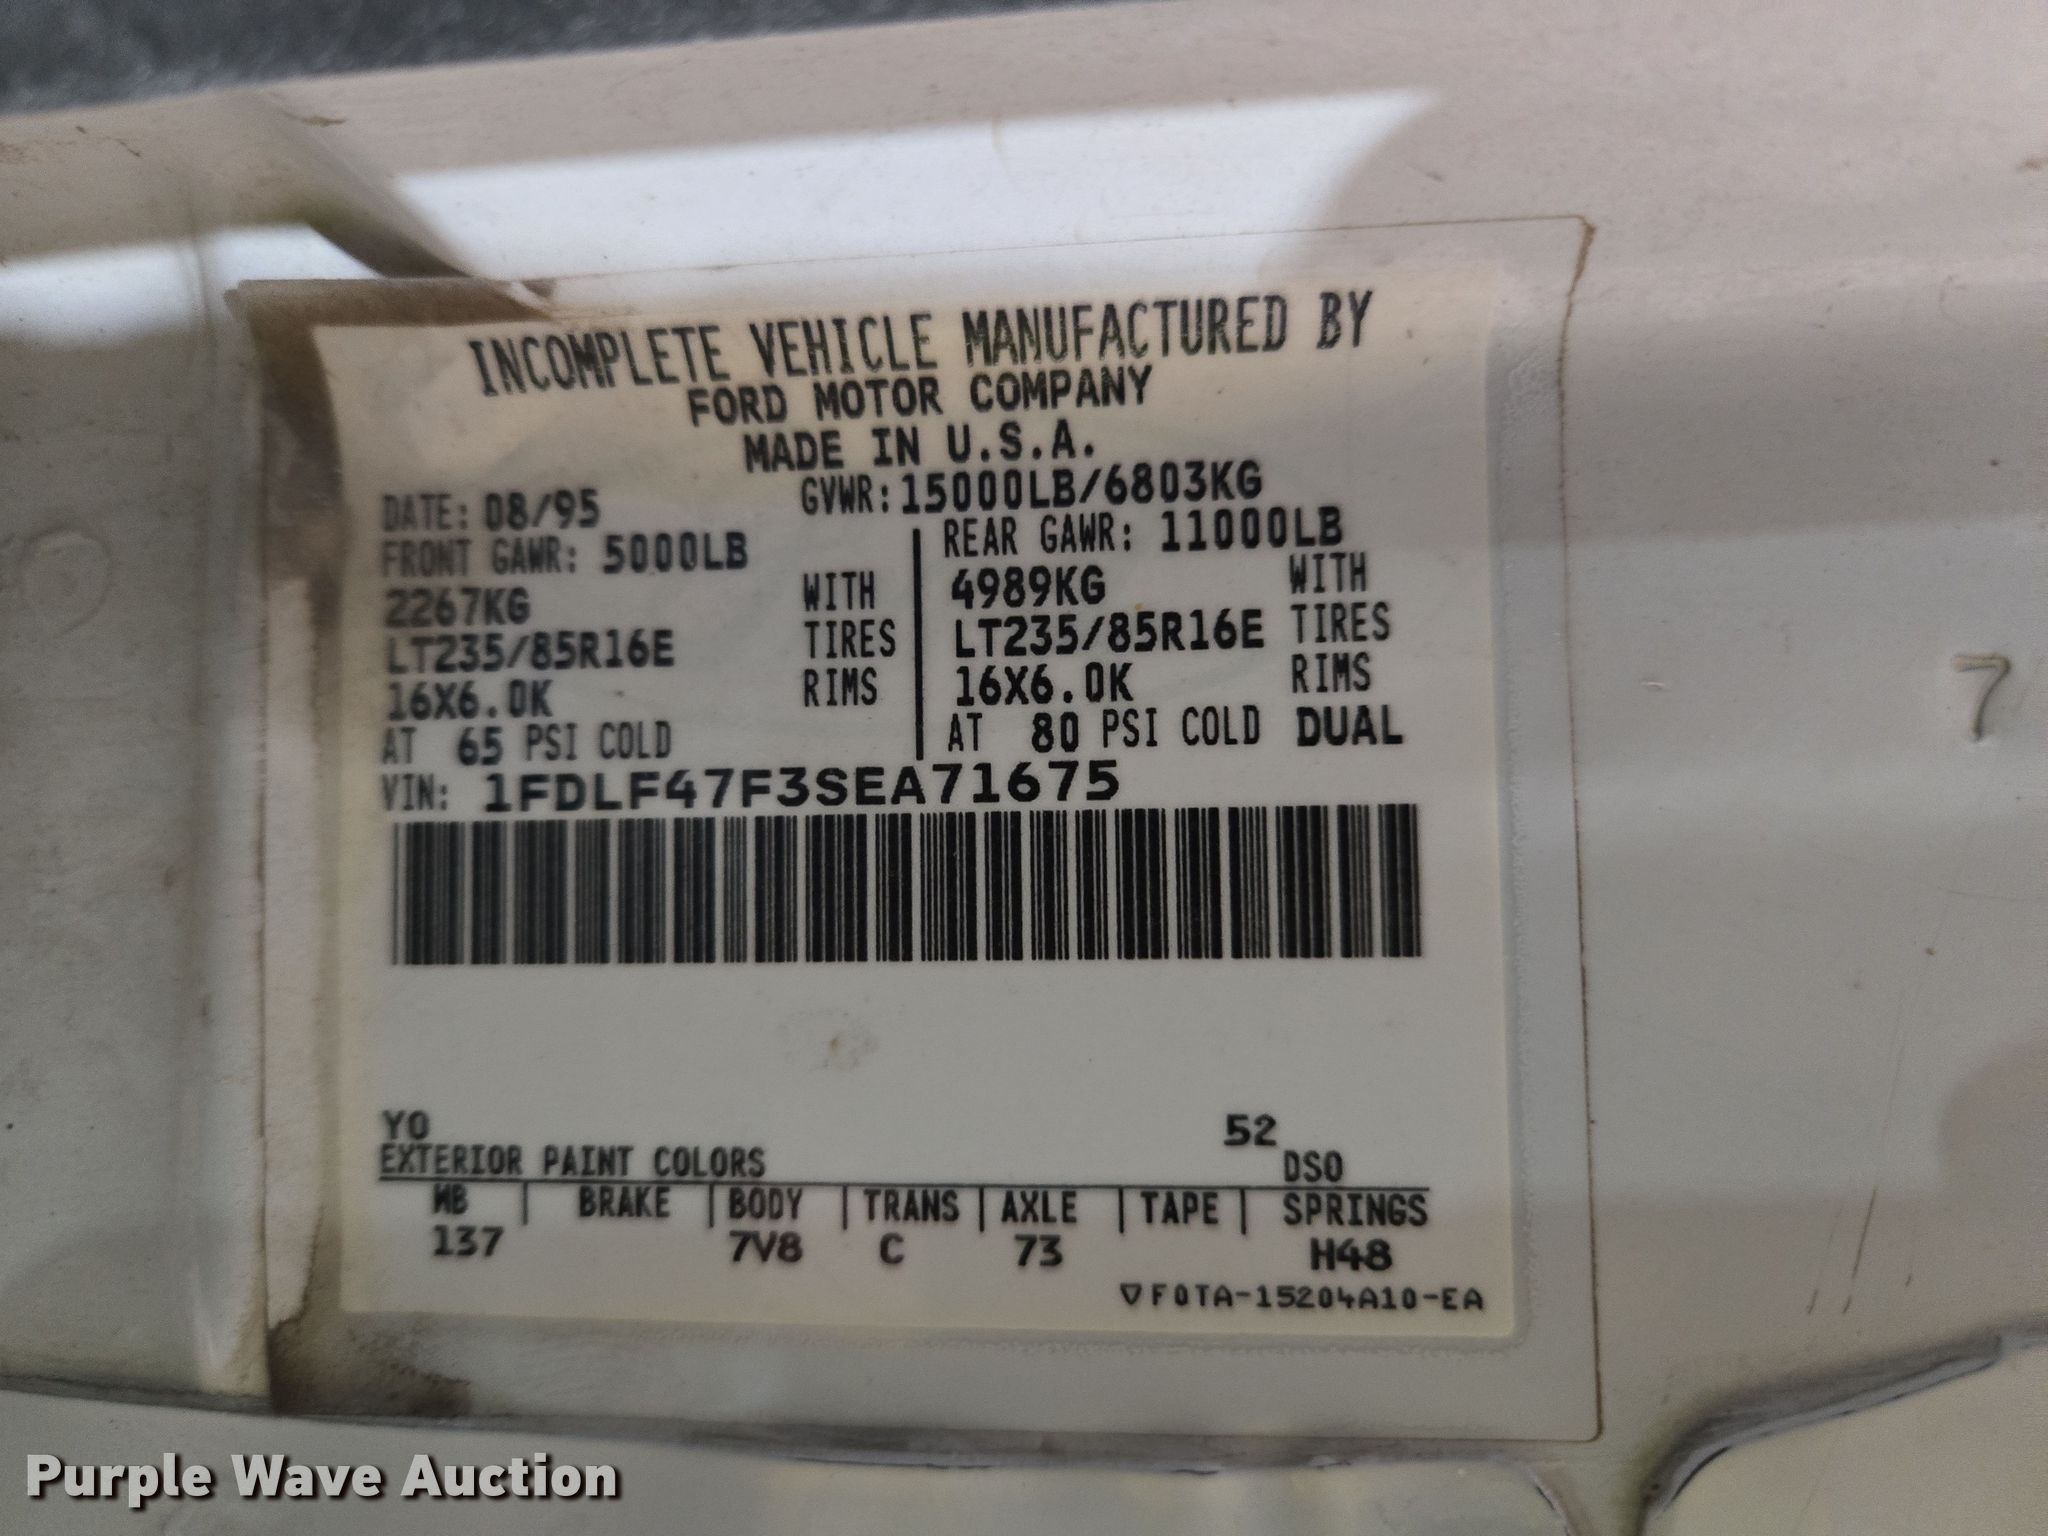 INCOMPLETE VEHICLE MANUFACTURED BY
FORD MOTOR COMPANY
MADE IN U.S.A.
DATE: 08/95 GVWR: 15000LB/6803KG
FRONT GAWR: 5000LB REAR GAWR: 11000LB
2267KG WITH 4989KG WITH
LT235/85R16E TIRES LT235/85R16E TIRES
16X6.0K RIMS 16X6.0K RIMS
AT 65 PSI COLD AT 80 PSI COLD DUAL
VIN: 1FDLF47F3SEA71675
YO 52
EXTERIOR PAINT COLORS DSO
WB | BRAKE | BODY | TRANS | AXLE | TAPE | SPRINGS
137 7V8 C 73 H48
▽F0TA-15204A10-EA
7
Purple Wave Auction